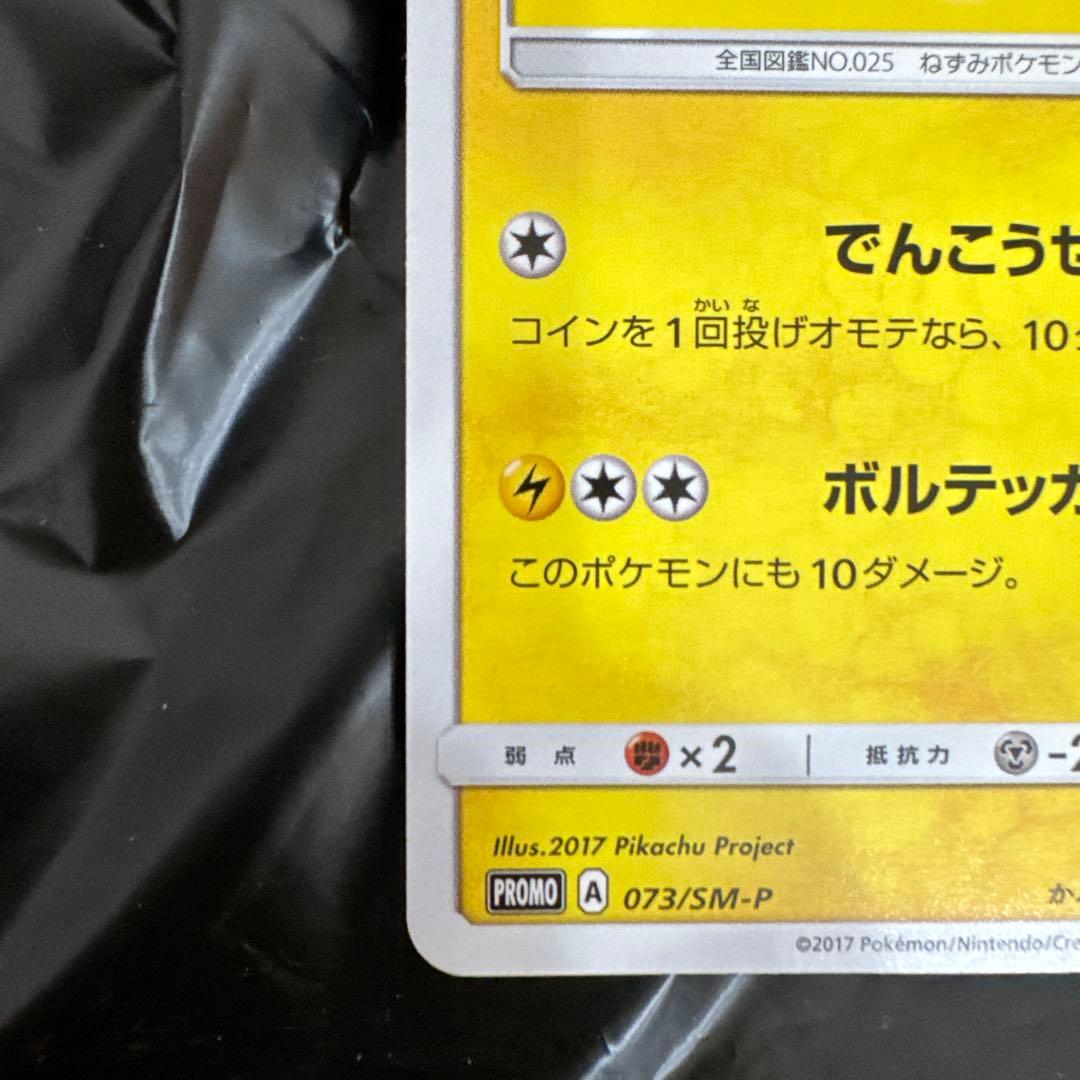 全国図鑑NO.025 ねずみポケモン
でんこうせ
かい な
コインを1回投げオモテなら、10ダ
ボルテッカ
このポケモンにも10ダメージ。
弱点 ×2 抵抗力 -2
Illus.2017 Pikachu Project
PROMO A 073/SM-P
©2017 Pokémon/Nintendo/Cre